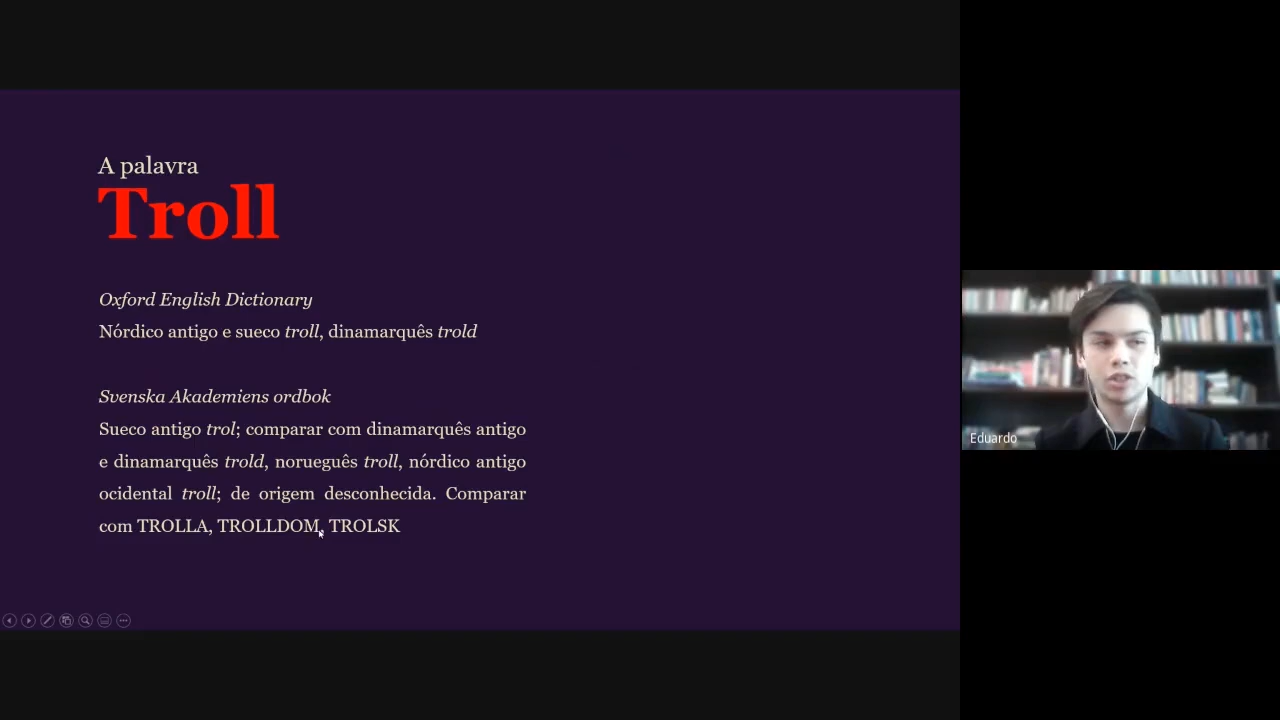 A palavra
Troll
Oxford English Dictionary
Nórdico antigo e sueco troll, dinamarquês trold
Svenska Akademiens ordbok
Sueco antigo trol; comparar com dinamarquês antigo
e dinamarquês trold, norueguês troll, nórdico antigo
ocidental troll; de origem desconhecida. Comparar
com TROLLA, TROLLDOM, TROLSK
Eduardo